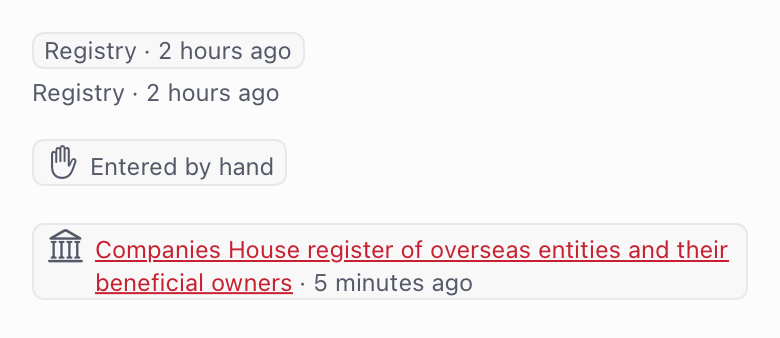 Registry · 2 hours ago
Registry · 2 hours ago
Entered by hand
Companies House register of overseas entities and their
beneficial owners · 5 minutes ago